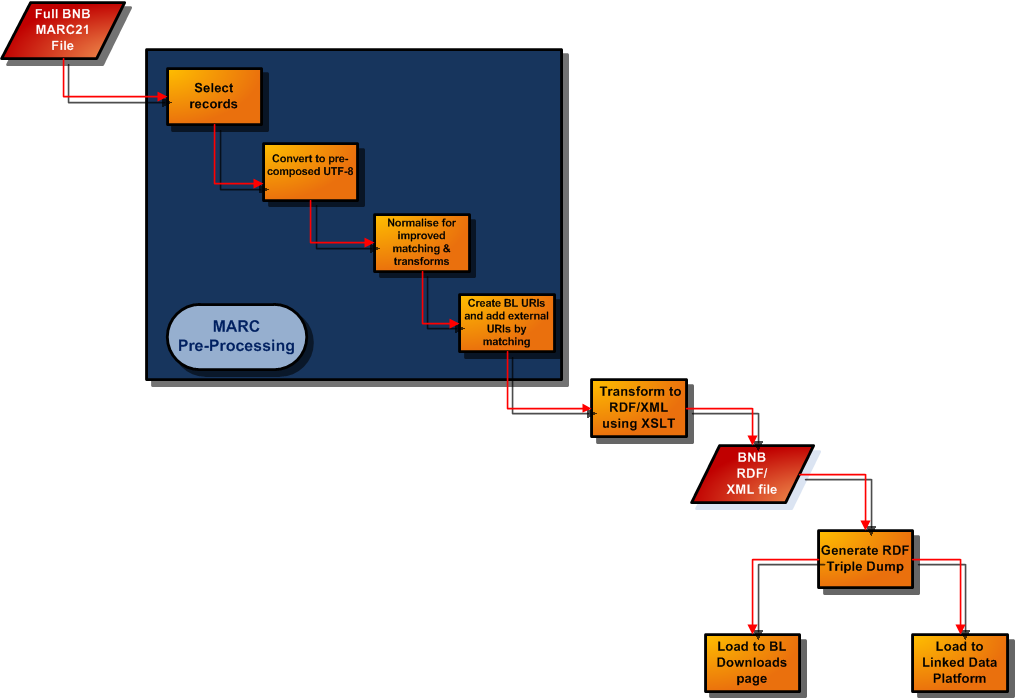 Full BNB
MARC21
File
Select
records
Convert to pre-
composed UTF-8
Normalise for
improved
matching &
transforms
Create BL URIs
and add external
URIs by
matching
MARC
Pre-Processing
Transform to
RDF/XML
using XSLT
BNB
RDF/
XML file
Generate RDF
Triple Dump
Load to BL
Downloads
page
Load to
Linked Data
Platform